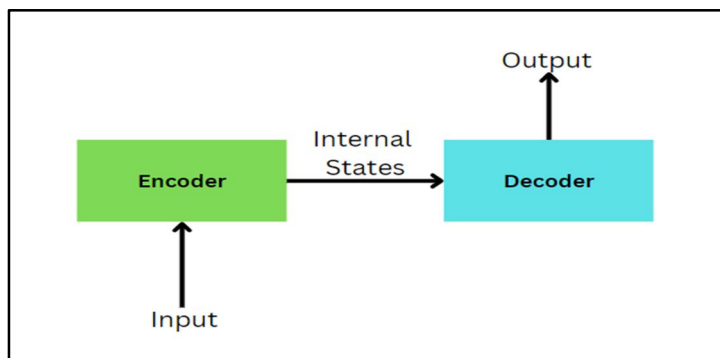 Output
Internal
States
Encoder
Decoder
Input